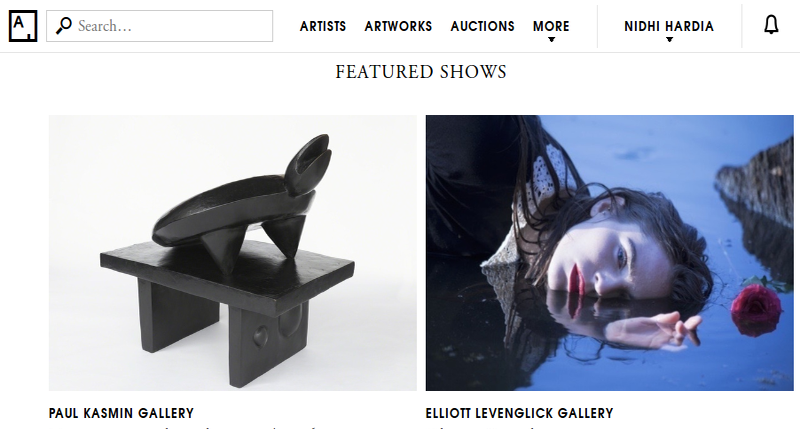 A
Search...
ARTISTS
ARTWORKS
AUCTIONS
MORE
NIDHI HARDIA
FEATURED SHOWS
PAUL KASMIN GALLERY
ELLIOTT LEVENGLICK GALLERY